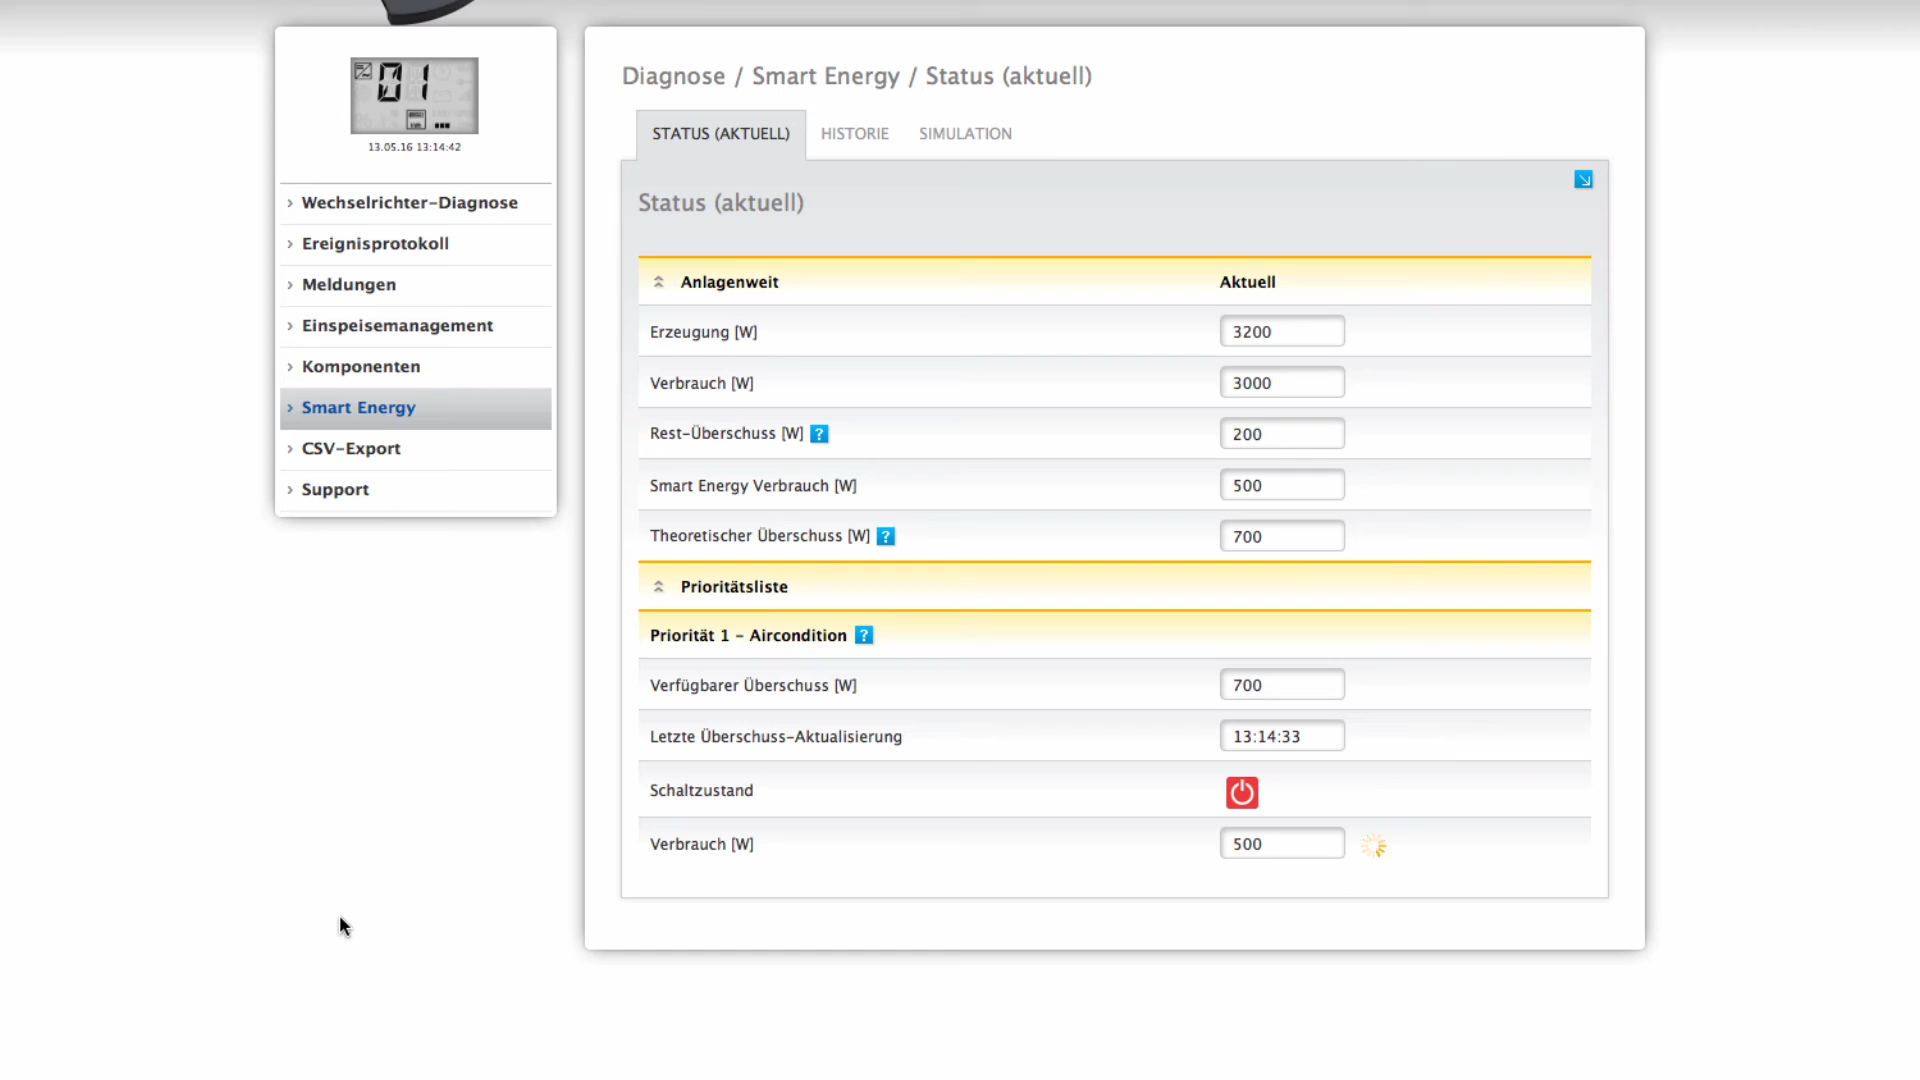 01
13.05.16 13:14:42
Wechselrichter-Diagnose
Ereignisprotokoll
Meldungen
Einspeisemanagement
Komponenten
Smart Energy
CSV-Export
Support
Diagnose / Smart Energy / Status (aktuell)
STATUS (AKTUELL) HISTORIE SIMULATION
Status (aktuell)
Anlagenweit Aktuell
Erzeugung [W] 3200
Verbrauch [W] 3000
Rest-Überschuss [W] ? 200
Smart Energy Verbrauch [W] 500
Theoretischer Überschuss [W] ? 700
Prioritätsliste
Priorität 1 - Aircondition ?
Verfügbarer Überschuss [W] 700
Letzte Überschuss-Aktualisierung 13:14:33
Schaltzustand
Verbrauch [W] 500